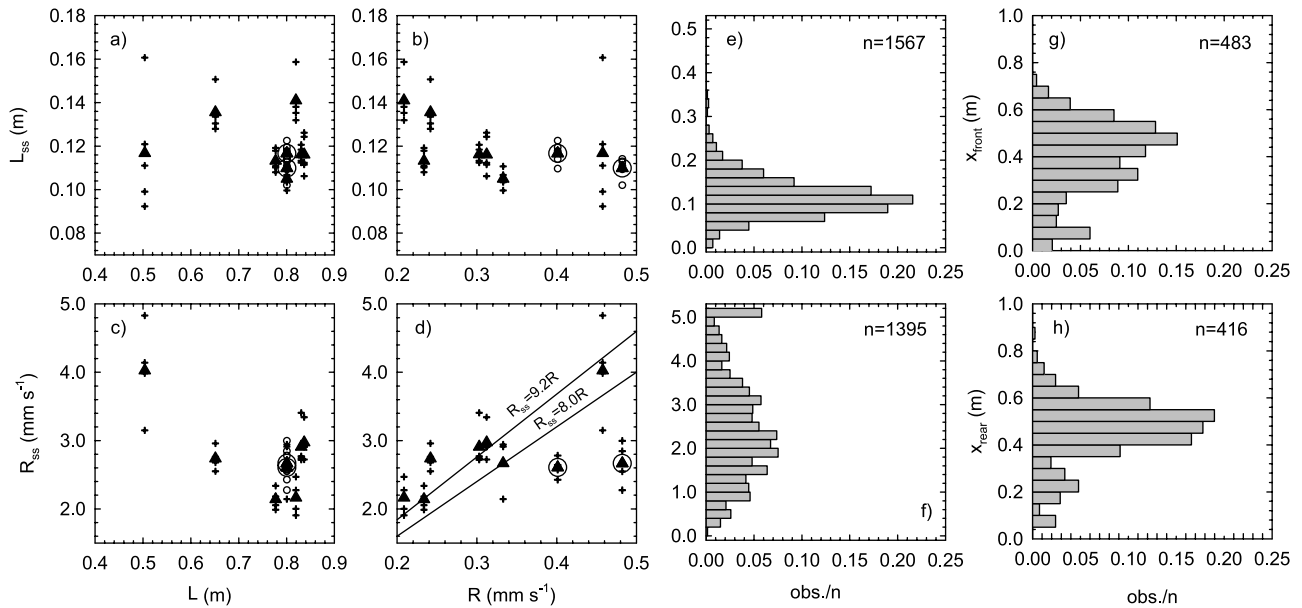 a)
0.18
0.16
0.14
0.12
0.10
0.08
L_ss (m)
0.4 0.5 0.6 0.7 0.8 0.9
b)
0.18
0.16
0.14
0.12
0.10
0.08
0.2 0.3 0.4
e) n=1567
0.5
0.4
0.3
0.2
0.1
0.0
0.00 0.05 0.10 0.15 0.20 0.25
g) n=483
1.0
0.8
0.6
0.4
0.2
0.0
x_front (m)
0.00 0.05 0.10 0.15 0.20 0.25
c)
5.0
4.0
3.0
2.0
R_ss (mm s⁻¹)
0.4 0.5 0.6 0.7 0.8 0.9
L (m)
d)
5.0
4.0
3.0
2.0
R_ss=9.2R
R_ss=8.0R
0.2 0.3 0.4
R (mm s⁻¹)
n=1395
f)
5.0
4.0
3.0
2.0
1.0
0.0
0.00 0.05 0.10 0.15 0.20 0.25
obs./n
h) n=416
1.0
0.8
0.6
0.4
0.2
0.0
x_rear (m)
0.00 0.05 0.10 0.15 0.20 0.25
obs./n